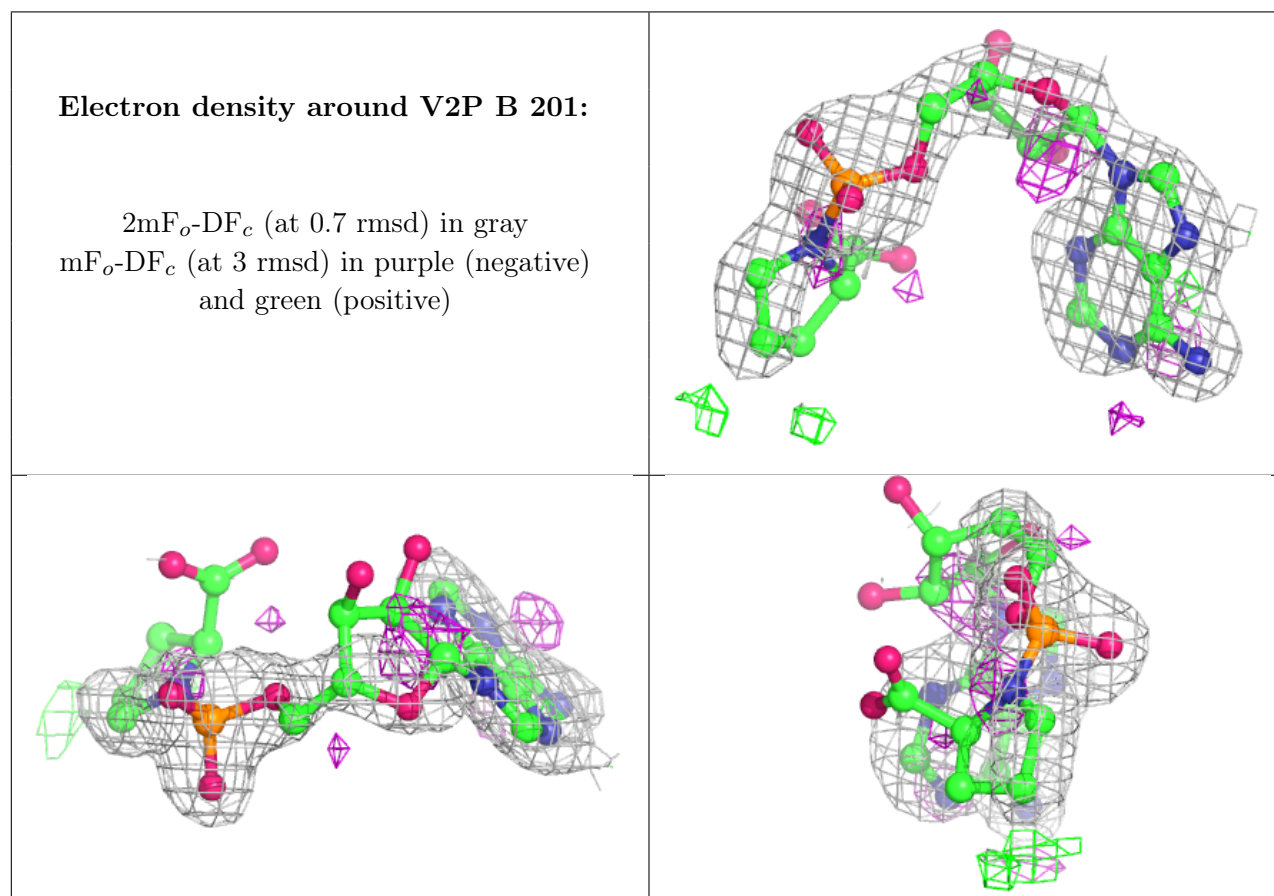 Electron density around V2P B 201:
2mFo-DFc (at 0.7 rmsd) in gray
mFo-DFc (at 3 rmsd) in purple (negative)
and green (positive)